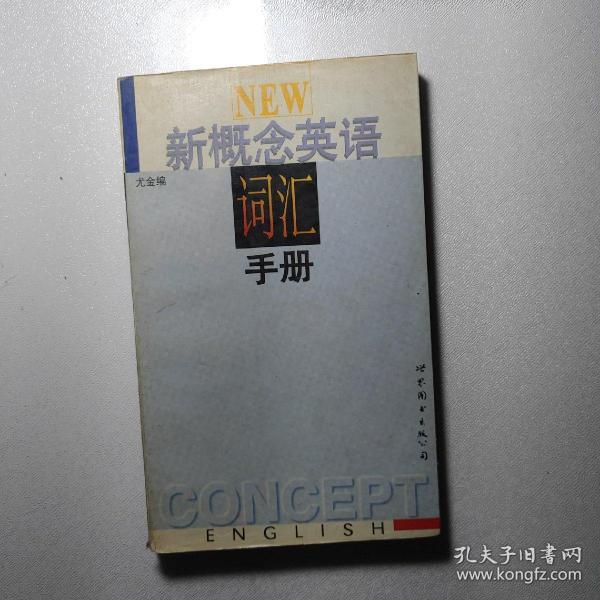 NEW
新概念英语
尤金编
词汇
手册
世界图书出版公司
CONCEPT
ENGLISH
孔夫子旧书网
www.kongfz.com